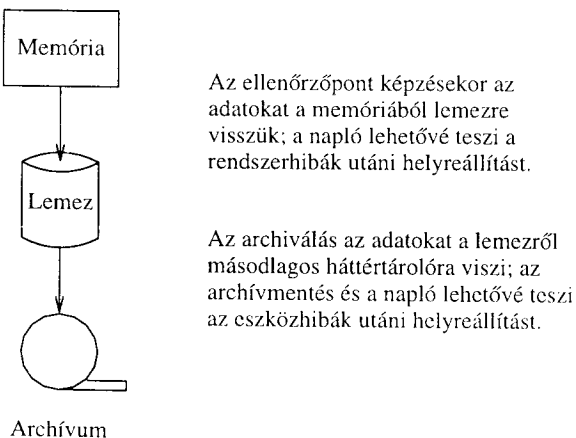 Memória
Az ellenőrzőpont képzésekor az
adatokat a memóriából lemezre
visszük; a napló lehetővé teszi a
rendszerhibák utáni helyreállítást.
Lemez
Az archiválás az adatokat a lemezről
másodlagos háttértárolóra viszi; az
archívmentés és a napló lehetővé teszi
az eszközhibák utáni helyreállítást.
Archívum